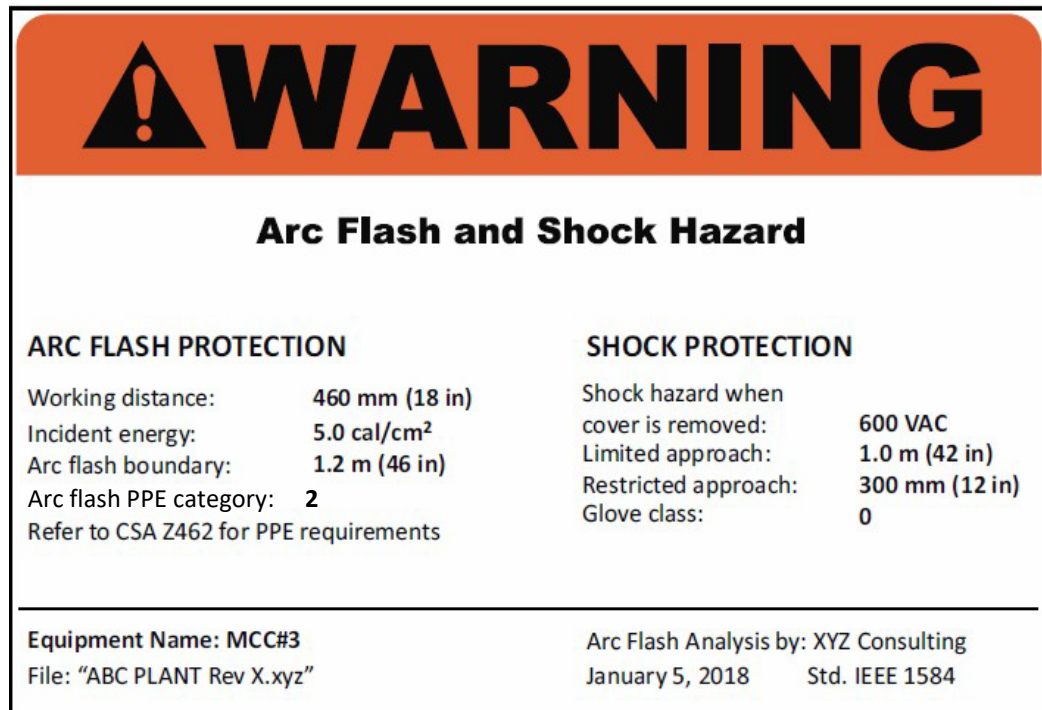 WARNING
Arc Flash and Shock Hazard
ARC FLASH PROTECTION
Working distance: 460 mm (18 in)
Incident energy: 5.0 cal/cm²
Arc flash boundary: 1.2 m (46 in)
Arc flash PPE category: 2
Refer to CSA Z462 for PPE requirements
SHOCK PROTECTION
Shock hazard when
cover is removed: 600 VAC
Limited approach: 1.0 m (42 in)
Restricted approach: 300 mm (12 in)
Glove class: 0
Equipment Name: MCC#3
File: “ABC PLANT Rev X.xyz”
Arc Flash Analysis by: XYZ Consulting
January 5, 2018 Std. IEEE 1584